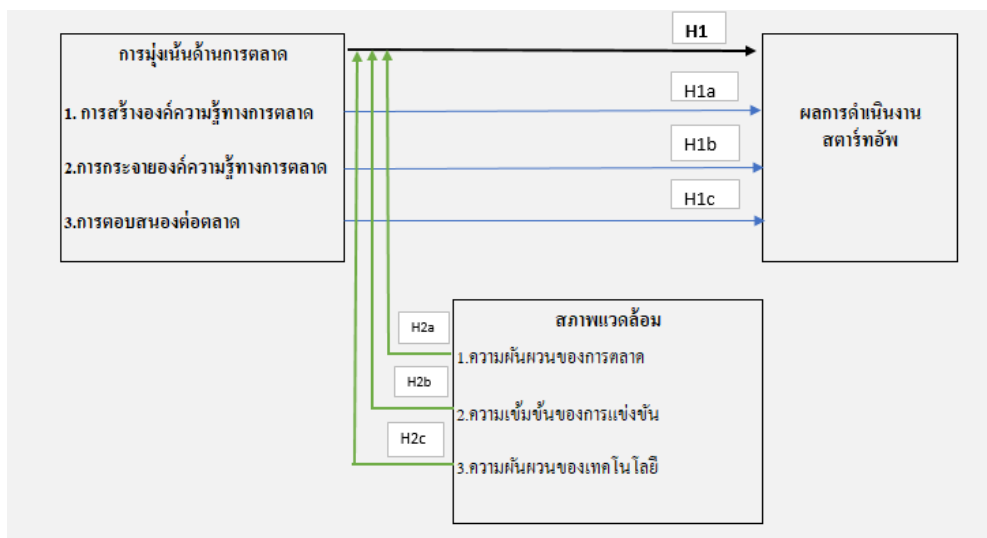 การมุ่งเน้นด้านการตลาด
1. การสร้างองค์ความรู้ทางการตลาด
2.การกระจายองค์ความรู้ทางการตลาด
3.การตอบสนองต่อตลาด
H1
H1a
H1b
H1c
ผลการดำเนินงาน
สตาร์ทอัพ
สภาพแวดล้อม
1.ความผันผวนของการตลาด
2.ความเข้มข้นของการแข่งขัน
3.ความผันผวนของเทคโนโลยี
H2a
H2b
H2c